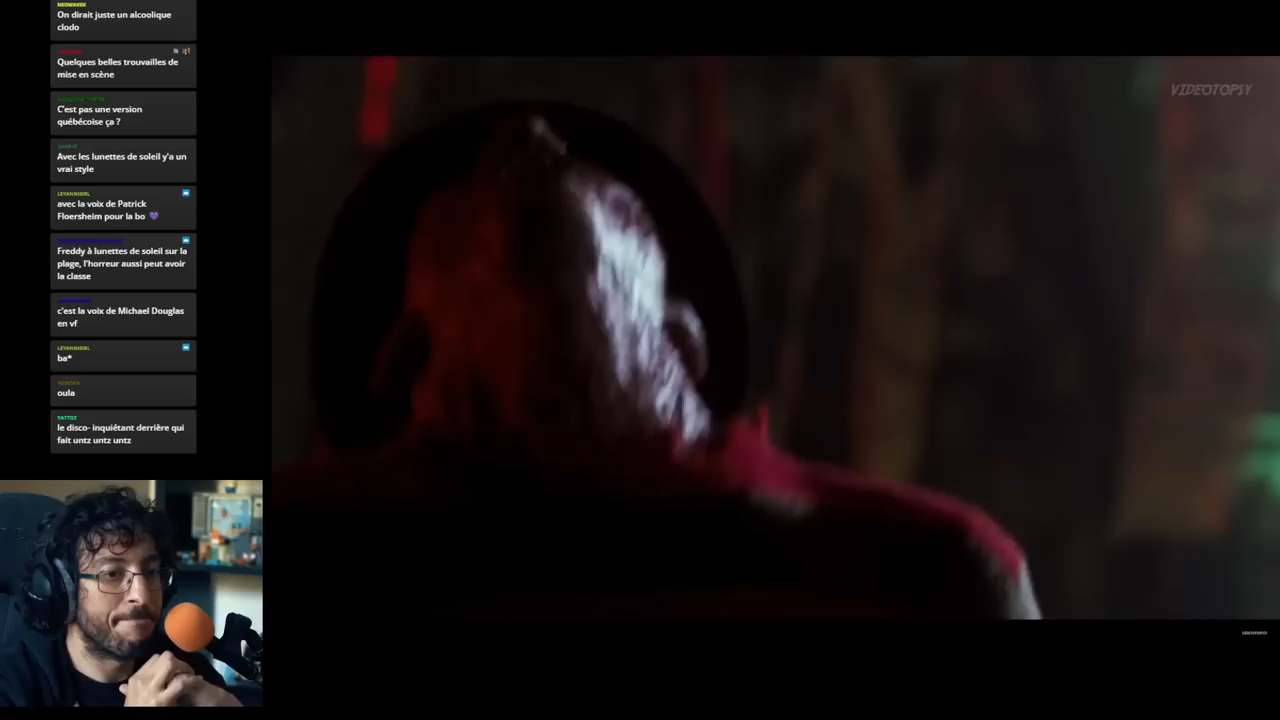 NEOWAVEK
On dirait juste un alcoolique
clodo
Quelques belles trouvailles de
mise en scène
C'est pas une version
québécoise ça ?
Avec les lunettes de soleil y'a un
vrai style
avec la voix de Patrick
Floersheim pour la bo 💜
Freddy à lunettes de soleil sur la
plage, l'horreur aussi peut avoir
la classe
c'est la voix de Michael Douglas
en vf
ba*
oula
YATTOZ
le disco- inquiétant derrière qui
fait untz untz untz
VIDEOTOPSY
VIDEOTOPSY